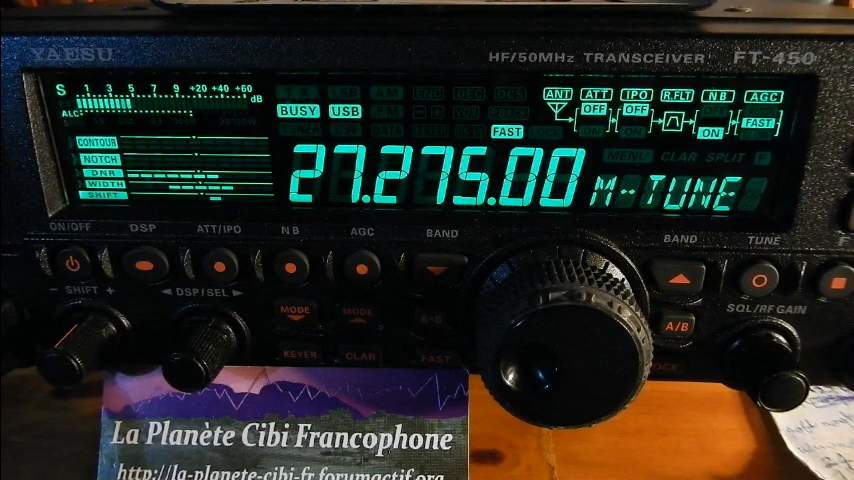 YAESU HF/50MHz TRANSCEIVER FT-450
S 1 3 5 7 9 +20 +40 +60 dB
ALC
BUSY USB
FAST LOCK
ANT ATT IPO R.FLT NB AGC
OFF OFF
ON ON ON FAST
CONTOUR
NOTCH
DNR
WIDTH
SHIFT
MENU CLAR SPLIT F
27.275.00 M-TUNE
ON/OFF DSP ATT/IPO NB AGC BAND BAND TUNE F
− SHIFT + ◄ DSP/SEL ► MODE MODE A≡B A/B SQL/RF GAIN
KEYER CLAR FAST LOCK
La Planète Cibi Francophone
http://la-planete-cibi-fr.forumactif.org